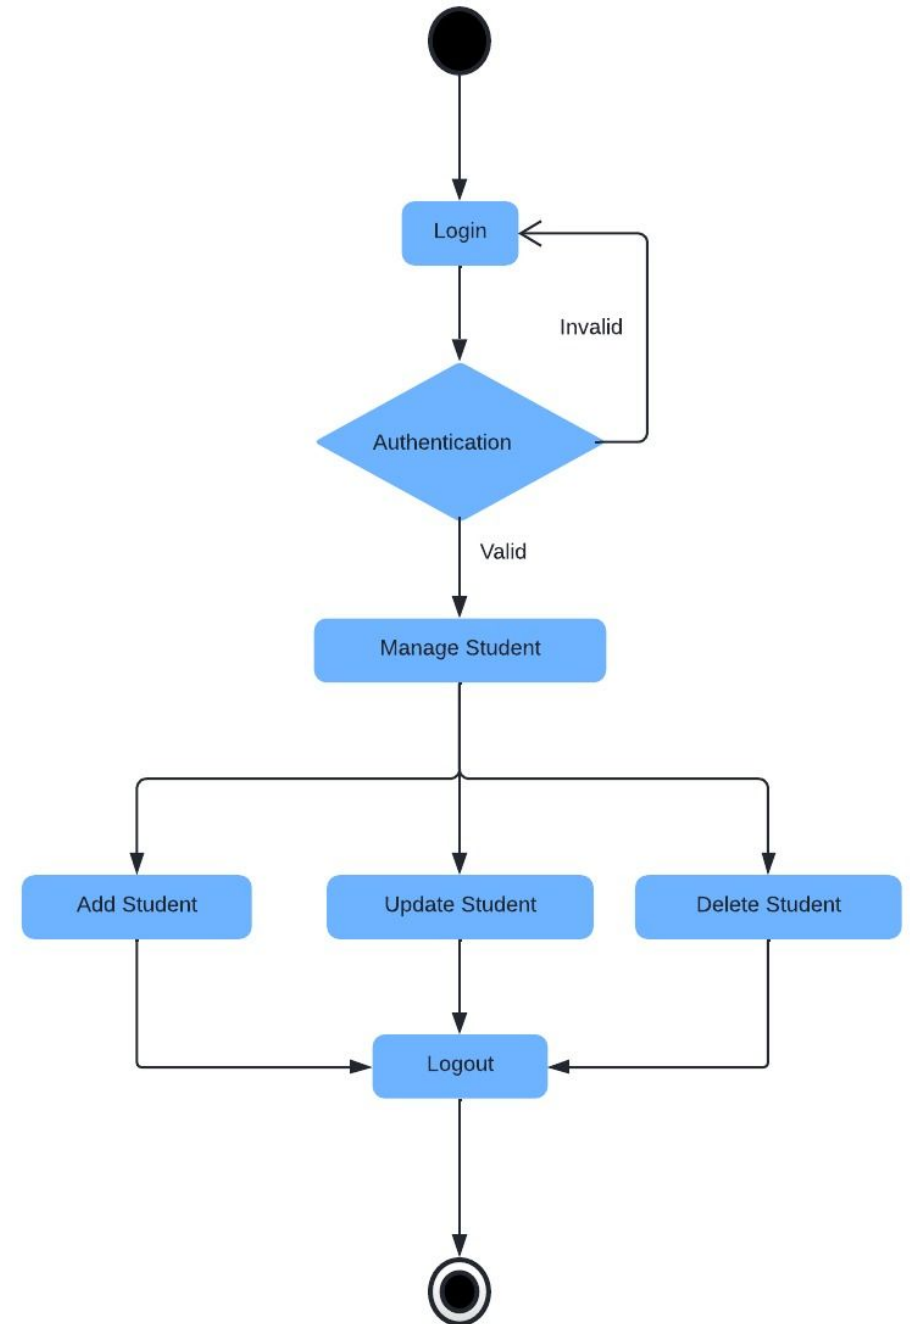 Login
Invalid
Authentication
Valid
Manage Student
Add Student
Update Student
Delete Student
Logout